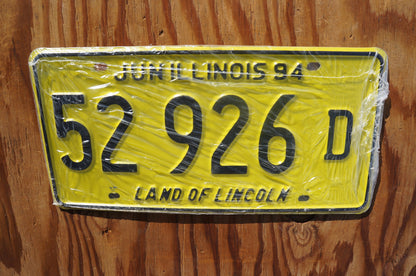 JUN ILLINOIS 94
52 926 D
LAND OF LINCOLN